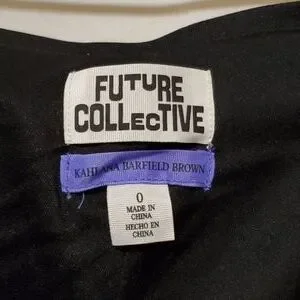 FUTURE
COLLECTIVE
KAHLANA BARFIELD BROWN
0
MADE IN
CHINA
HECHO EN
CHINA